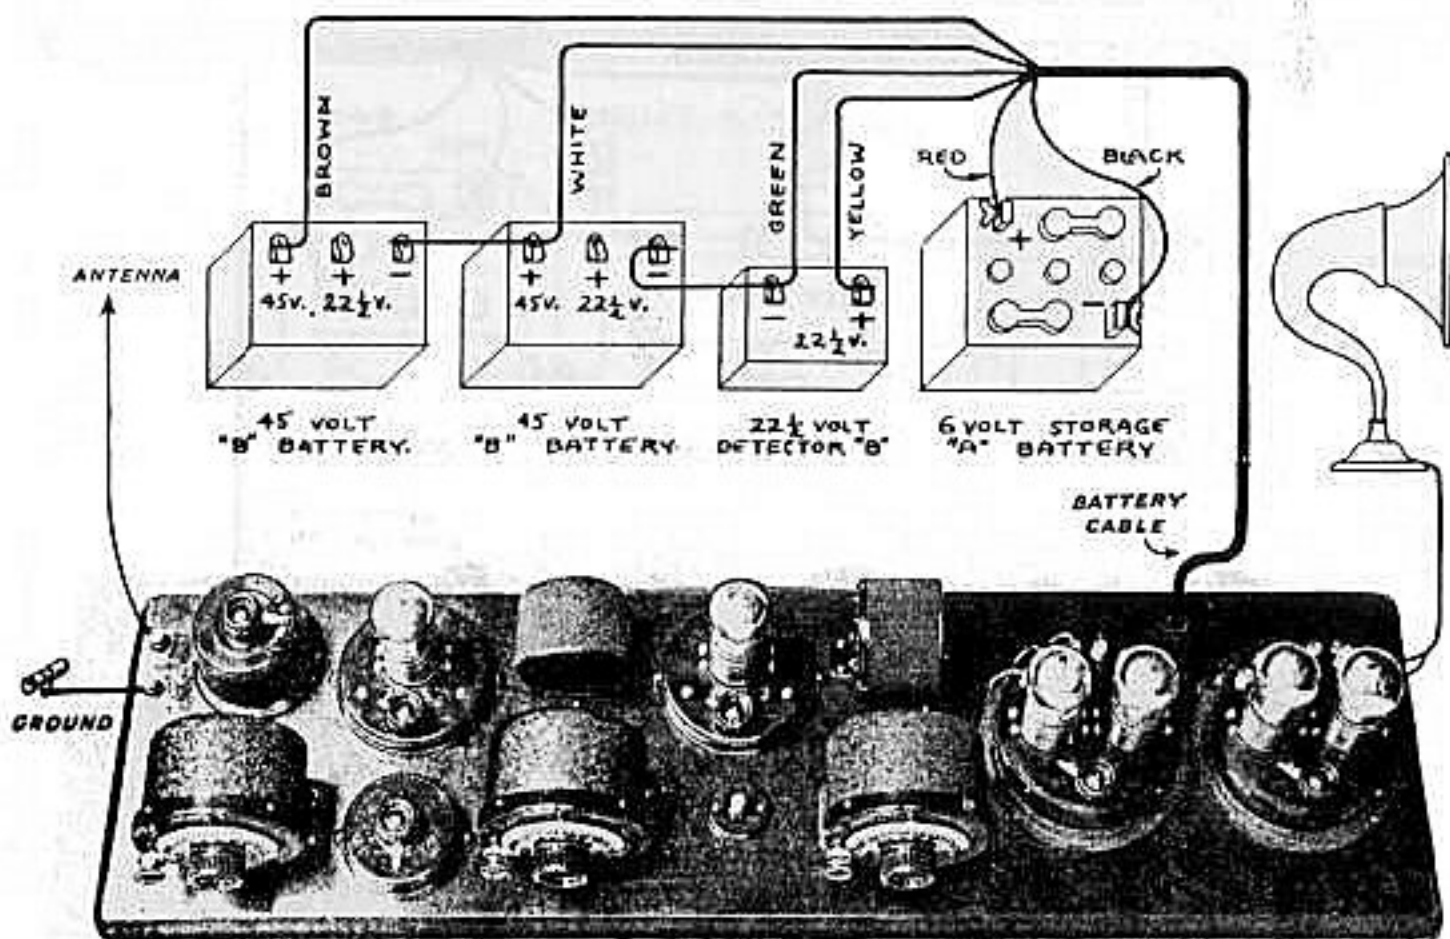 BROWN
WHITE
GREEN
YELLOW
RED
BLACK
ANTENNA
+ + -
45V. 22½V.
+ + -
45V. 22½V.
- +
22½V.
+
-
45 VOLT
"B" BATTERY.
45 VOLT
"B" BATTERY.
22½ VOLT
DETECTOR "B"
6 VOLT STORAGE
"A" BATTERY
BATTERY
CABLE
GROUND